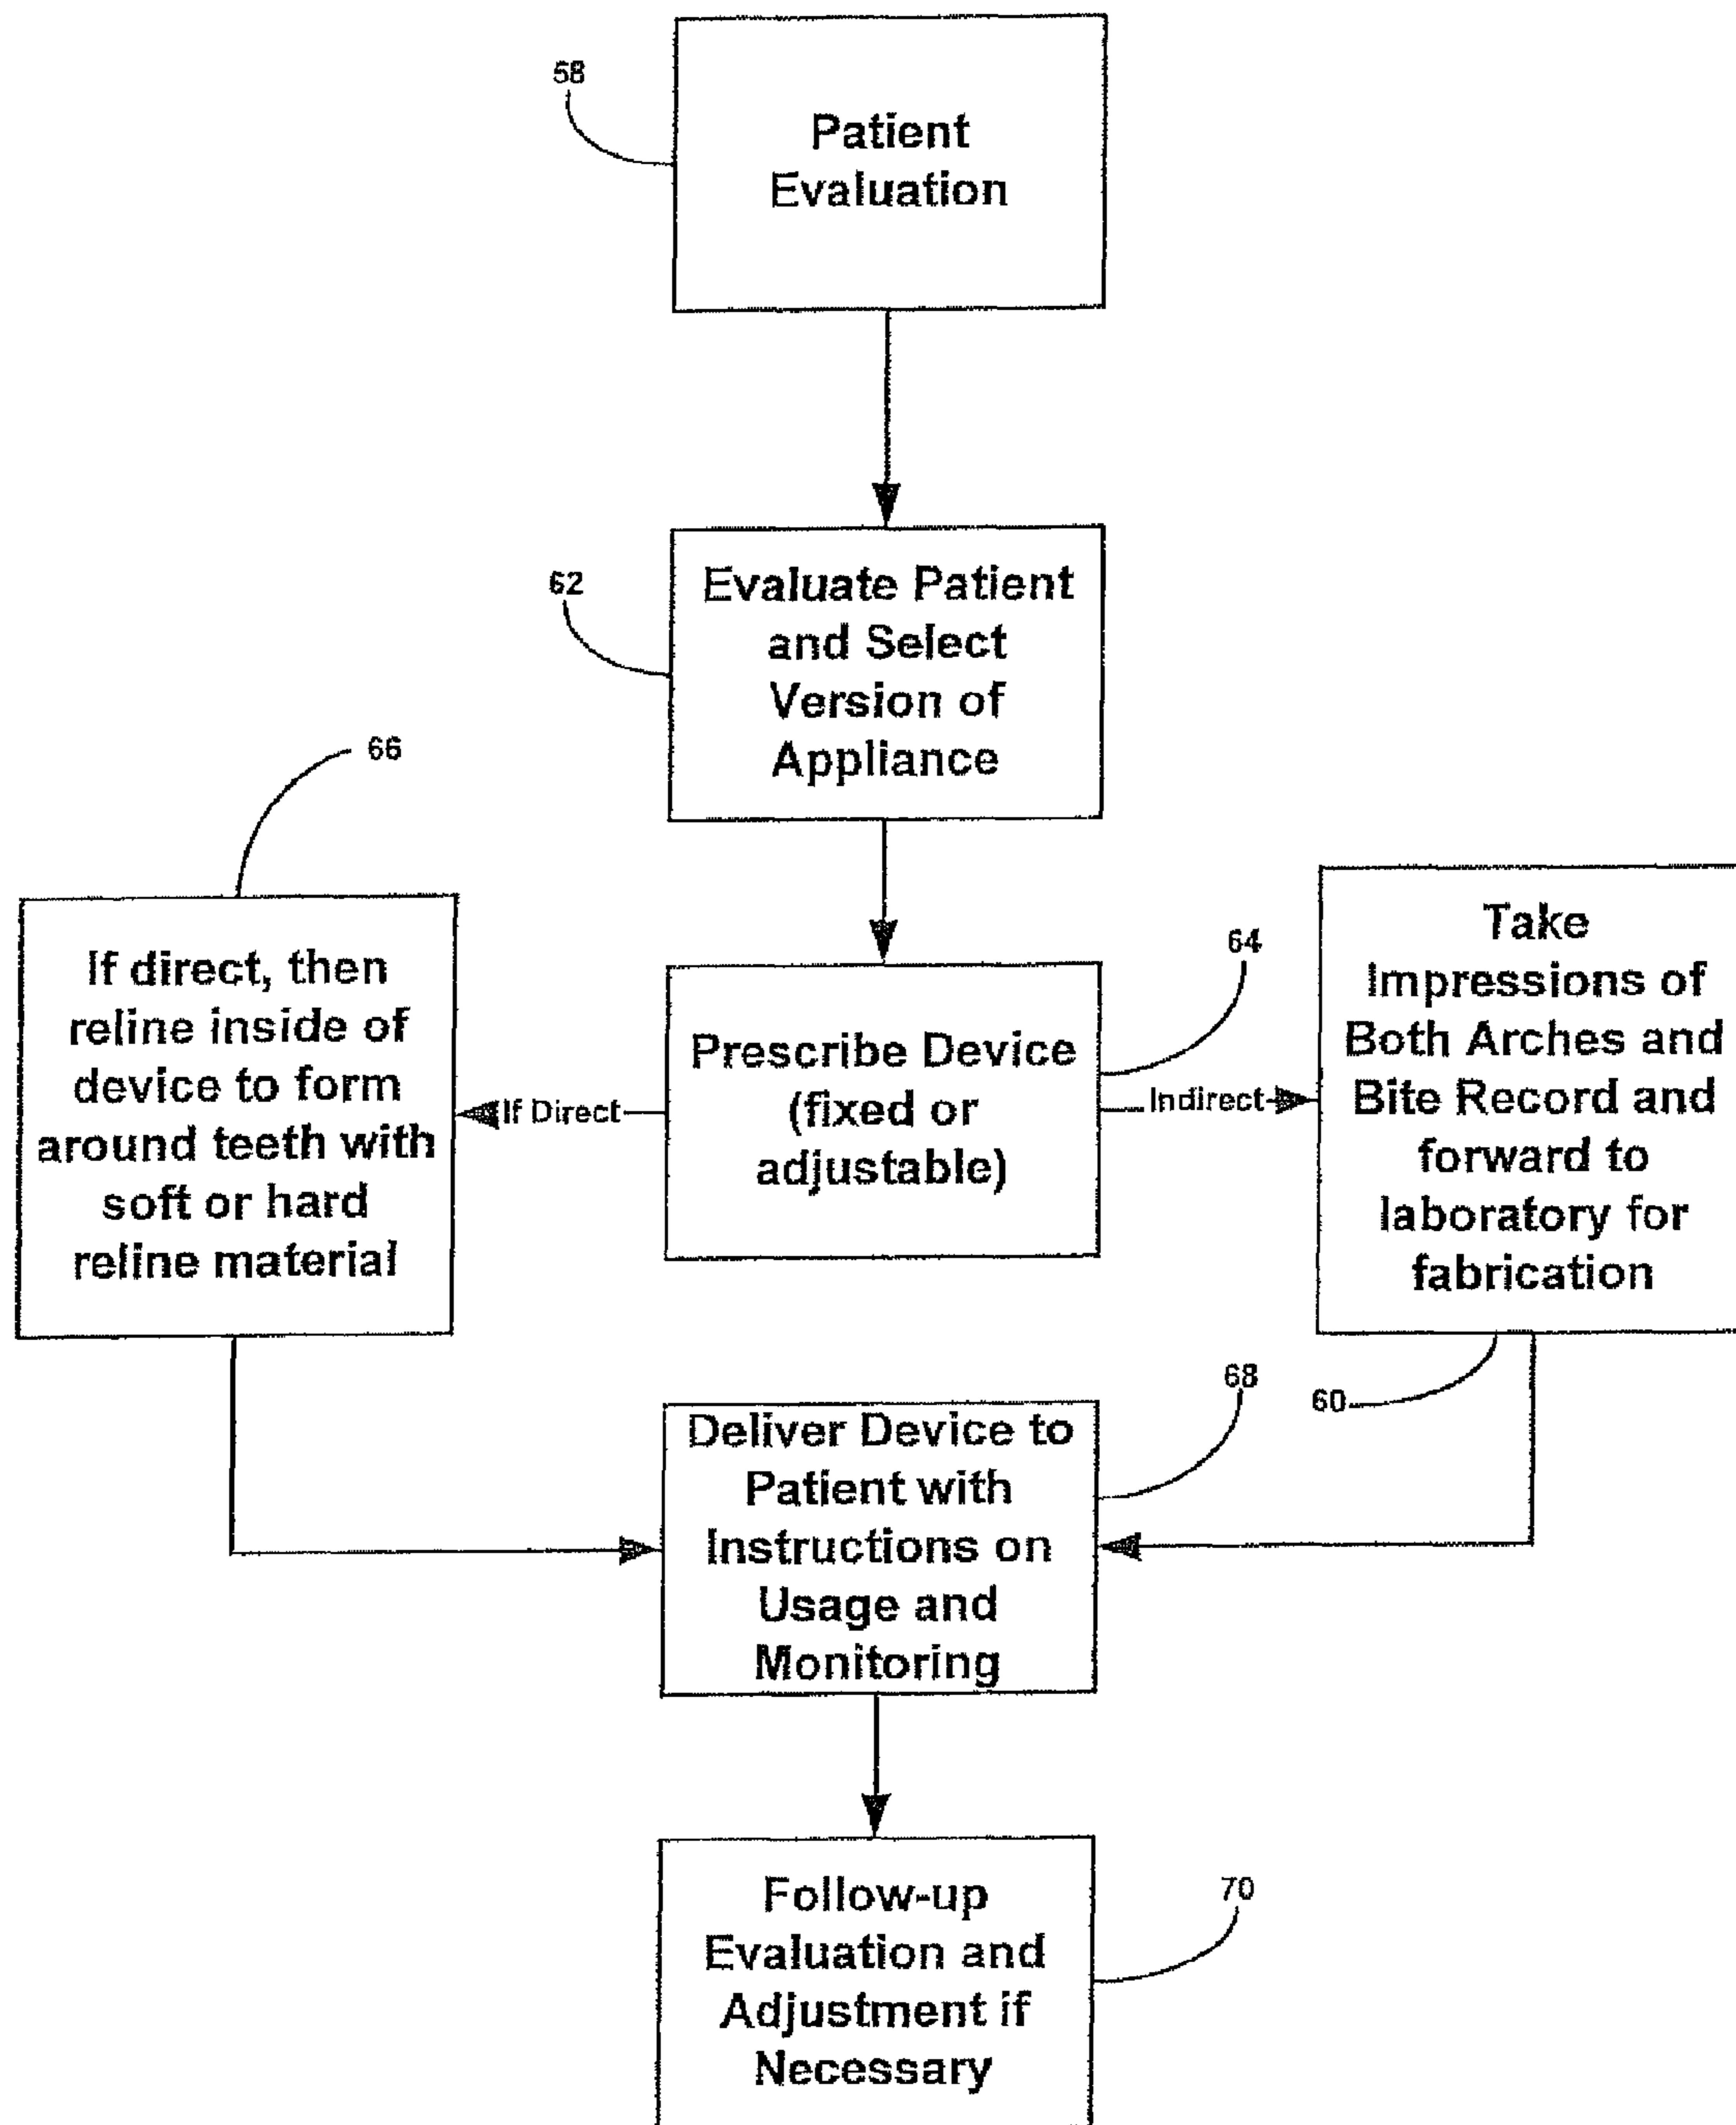 58
Patient
Evaluation
62
Evaluate Patient
and Select
Version of
Appliance
66
If direct, then
reline inside of
device to form
around teeth with
soft or hard
reline material
If Direct
64
Prescribe Device
(fixed or
adjustable)
Indirect
Take
Impressions of
Both Arches and
Bite Record and
forward to
laboratory for
fabrication
60
68
Deliver Device to
Patient with
Instructions on
Usage and
Monitoring
70
Follow-up
Evaluation and
Adjustment if
Necessary